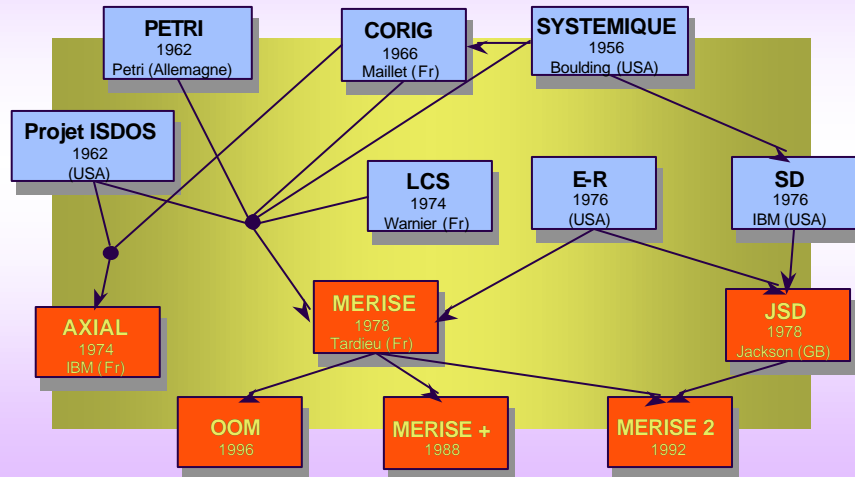 PETRI
1962
Petri (Allemagne)
CORIG
1966
Maillet (Fr)
SYSTEMIQUE
1956
Boulding (USA)
Projet ISDOS
1962
(USA)
LCS
1974
Warnier (Fr)
E-R
1976
(USA)
SD
1976
IBM (USA)
AXIAL
1974
IBM (Fr)
MERISE
1978
Tardieu (Fr)
JSD
1978
Jackson (GB)
OOM
1996
MERISE +
1988
MERISE 2
1992